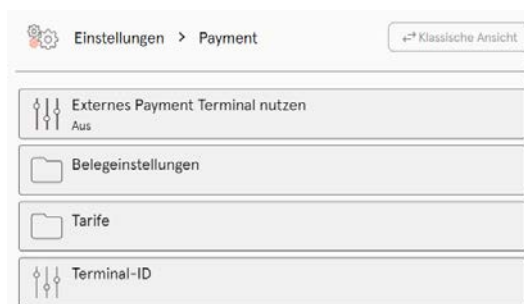 Einstellungen > Payment
Klassische Ansicht
Externes Payment Terminal nutzen
Aus
Belegeinstellungen
Tarife
Terminal-ID